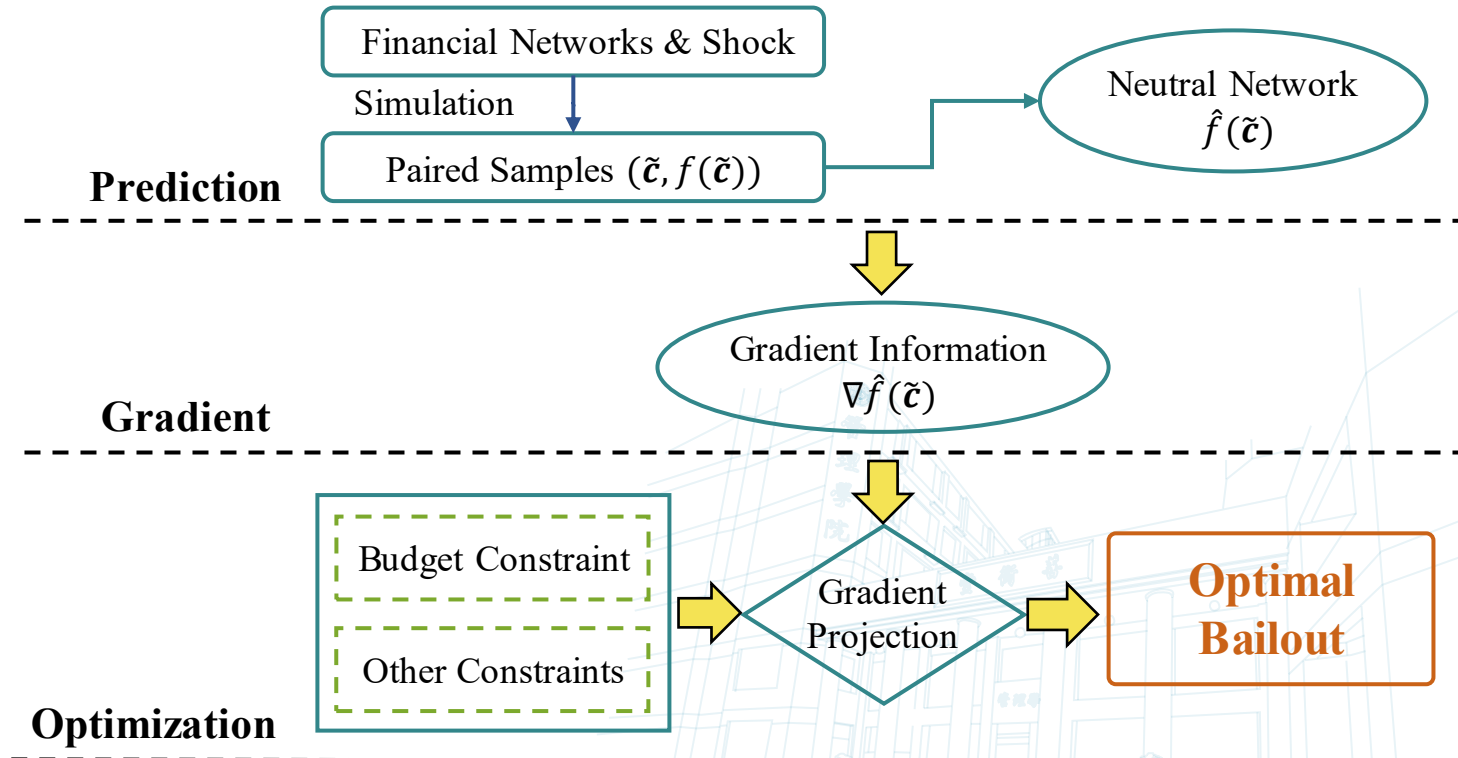 Financial Networks & Shock
Simulation
Paired Samples (c̃, f(c̃))
Neutral Network
f̂(c̃)
Prediction
Gradient Information
∇f̂(c̃)
Gradient
Budget Constraint
Other Constraints
Gradient
Projection
Optimal
Bailout
Optimization